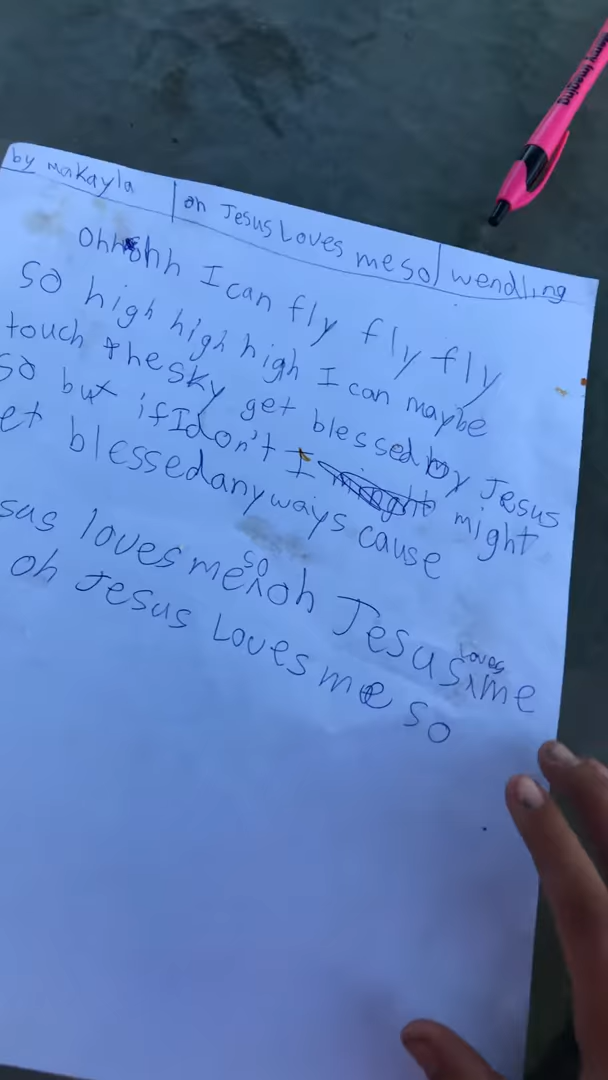 by makayla | on Jesus Loves me so | wendling
Ohhohh I can fly fly fly
so high high high I can maybe
touch the sky get blessed by Jesus
so but if I don't I might
et blessed anyways cause
sus loves me so oh Jesus loves me
oh Jesus Loves me so